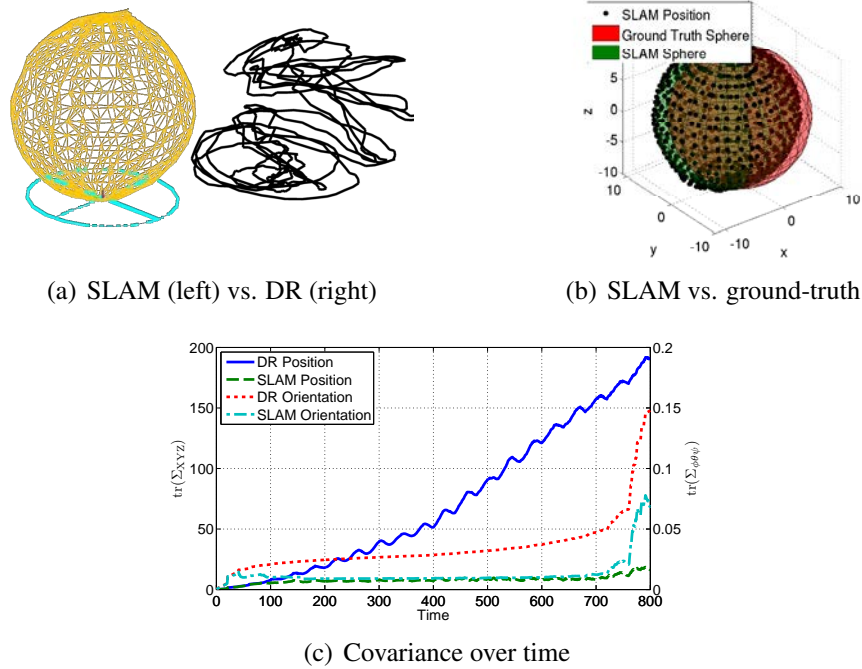 SLAM Position
Ground Truth Sphere
SLAM Sphere
5
0
-5
-10
z
10
0
-10
y
-10
0
10
x
(a) SLAM (left) vs. DR (right)
(b) SLAM vs. ground-truth
200
150
100
50
0
tr(Σ_XYZ)
DR Position
SLAM Position
DR Orientation
SLAM Orientation
0.2
0.15
0.1
0.05
0
tr(Σ_ϕθψ)
0 100 200 300 400 500 600 700 800
Time
(c) Covariance over time